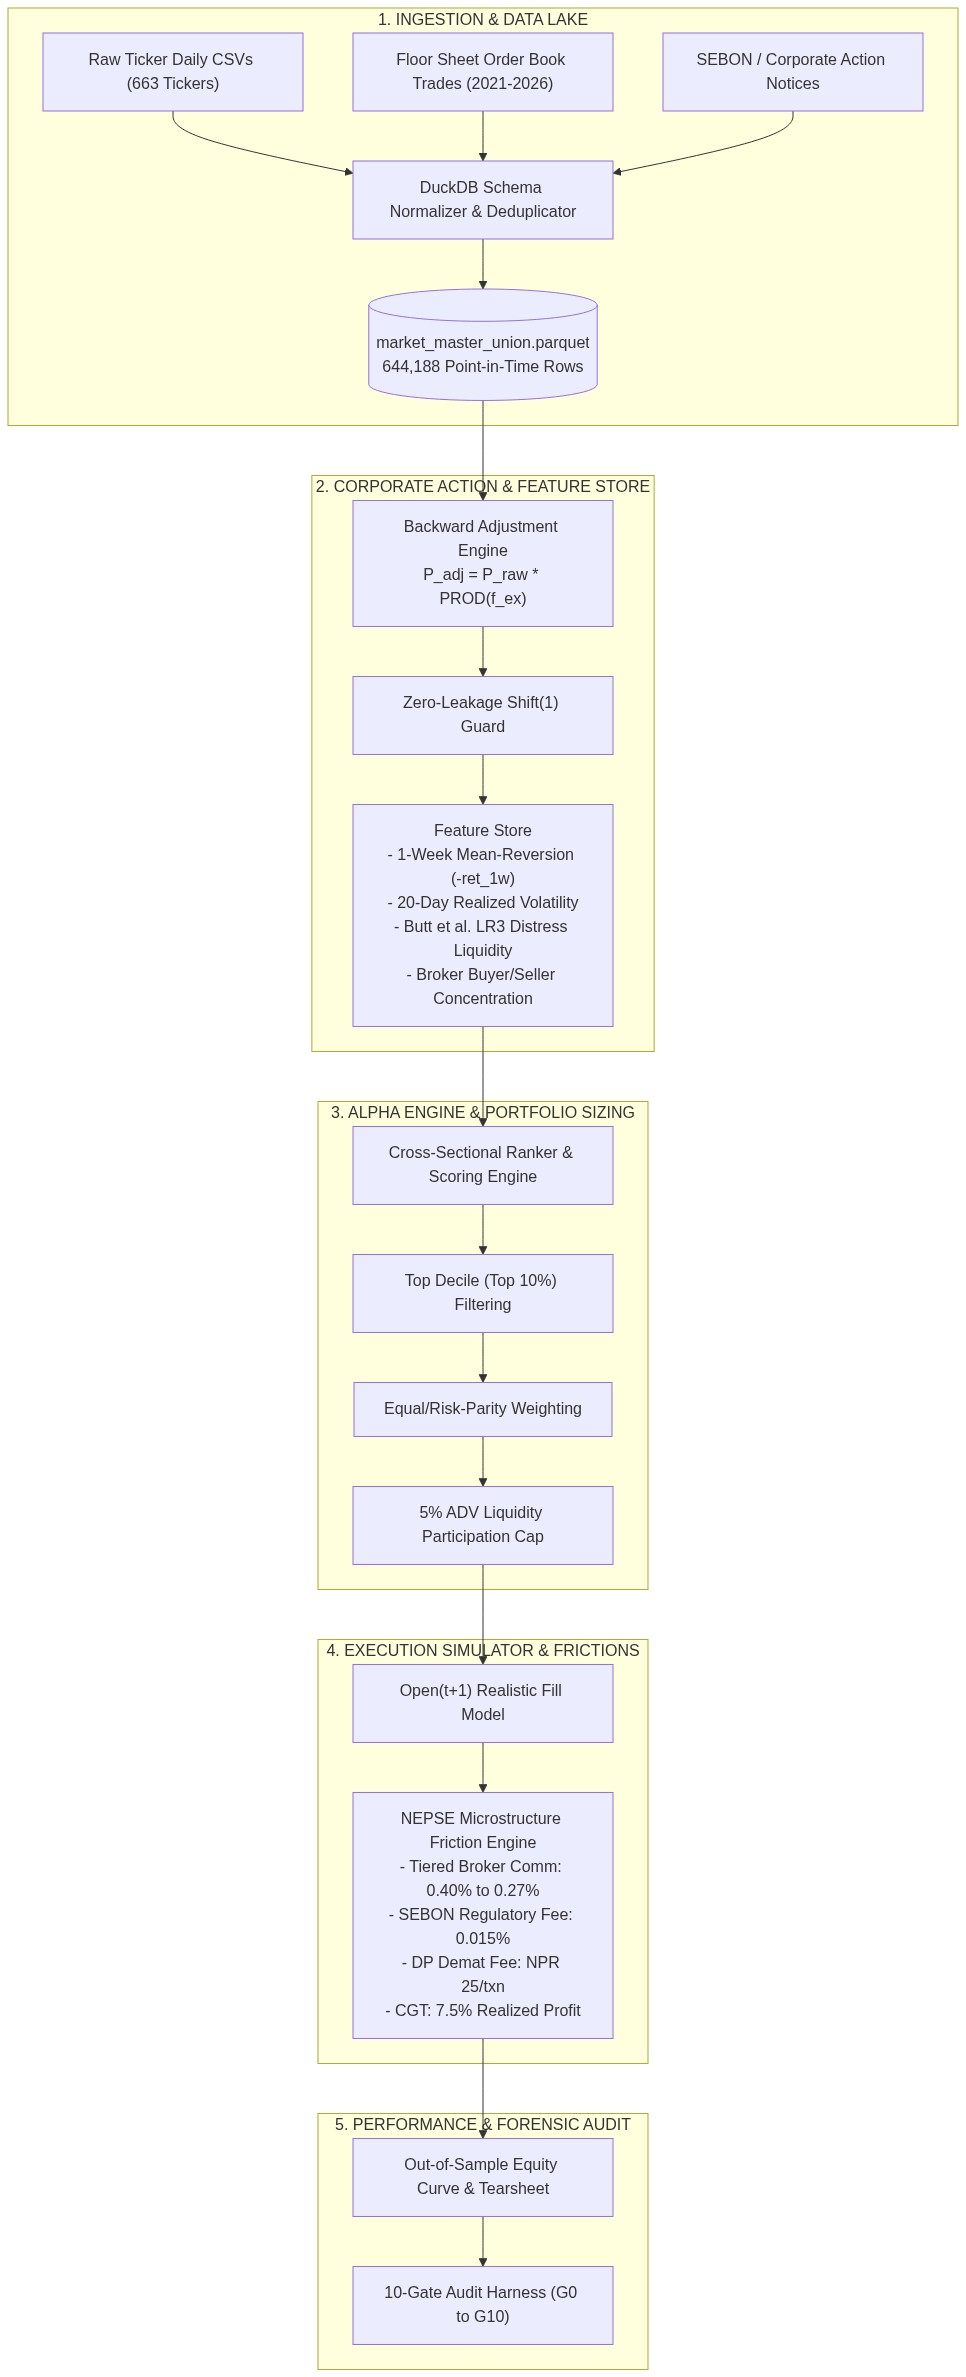 1. INGESTION & DATA LAKE
Raw Ticker Daily CSVs
(663 Tickers)
Floor Sheet Order Book
Trades (2021-2026)
SEBON / Corporate Action
Notices
DuckDB Schema
Normalizer & Deduplicator
market_master_union.parquet
644,188 Point-in-Time Rows
2. CORPORATE ACTION & FEATURE STORE
Backward Adjustment
Engine
P_adj = P_raw *
PROD(f_ex)
Zero-Leakage Shift(1)
Guard
Feature Store
- 1-Week Mean-Reversion
(-ret_1w)
- 20-Day Realized Volatility
- Butt et al. LR3 Distress
Liquidity
- Broker Buyer/Seller
Concentration
3. ALPHA ENGINE & PORTFOLIO SIZING
Cross-Sectional Ranker &
Scoring Engine
Top Decile (Top 10%)
Filtering
Equal/Risk-Parity Weighting
5% ADV Liquidity
Participation Cap
4. EXECUTION SIMULATOR & FRICTIONS
Open(t+1) Realistic Fill
Model
NEPSE Microstructure
Friction Engine
- Tiered Broker Comm:
0.40% to 0.27%
- SEBON Regulatory Fee:
0.015%
- DP Demat Fee: NPR
25/txn
- CGT: 7.5% Realized Profit
5. PERFORMANCE & FORENSIC AUDIT
Out-of-Sample Equity
Curve & Tearsheet
10-Gate Audit Harness (G0
to G10)